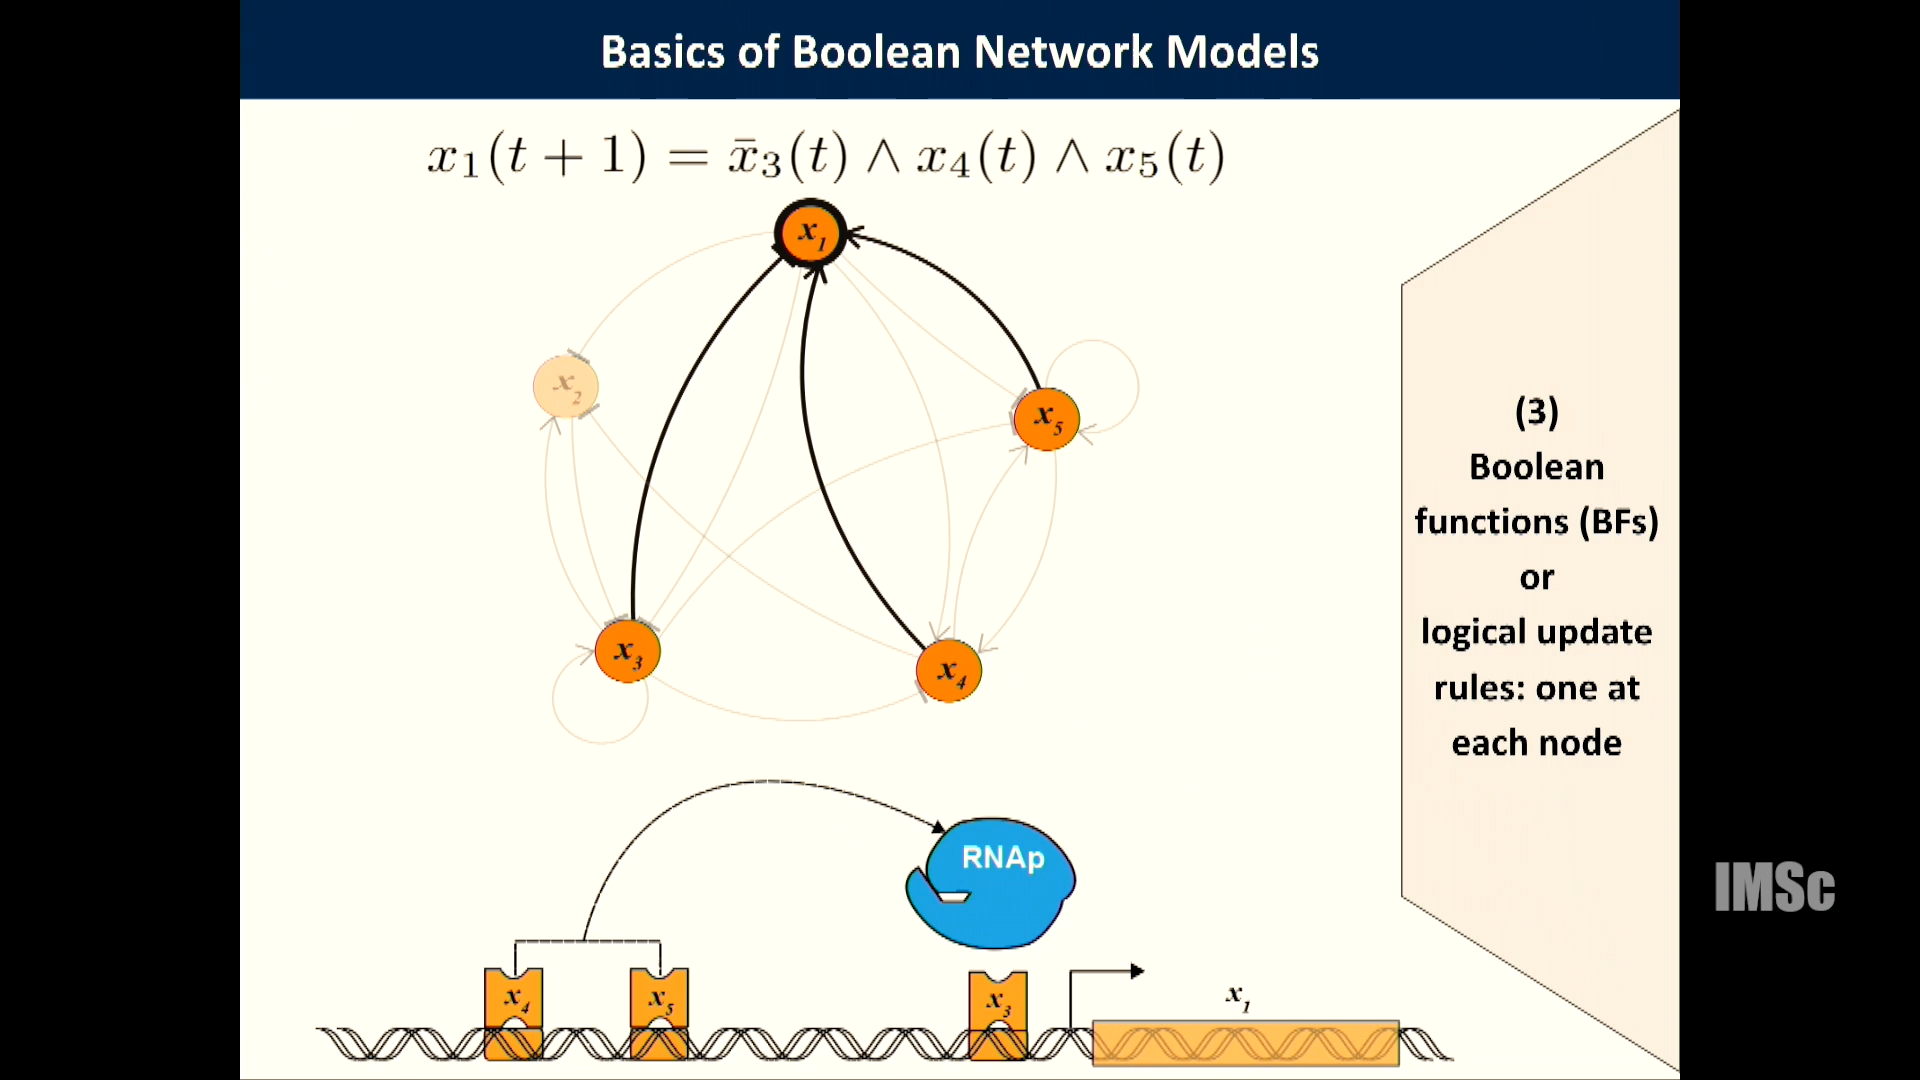 Basics of Boolean Network Models
x₁(t + 1) = x̄₃(t) ∧ x₄(t) ∧ x₅(t)
x₁
x₂
x₅
x₃
x₄
(3)
Boolean
functions (BFs)
or
logical update
rules: one at
each node
RNAp
x₄
x₅
x₃
x₁
IMSc